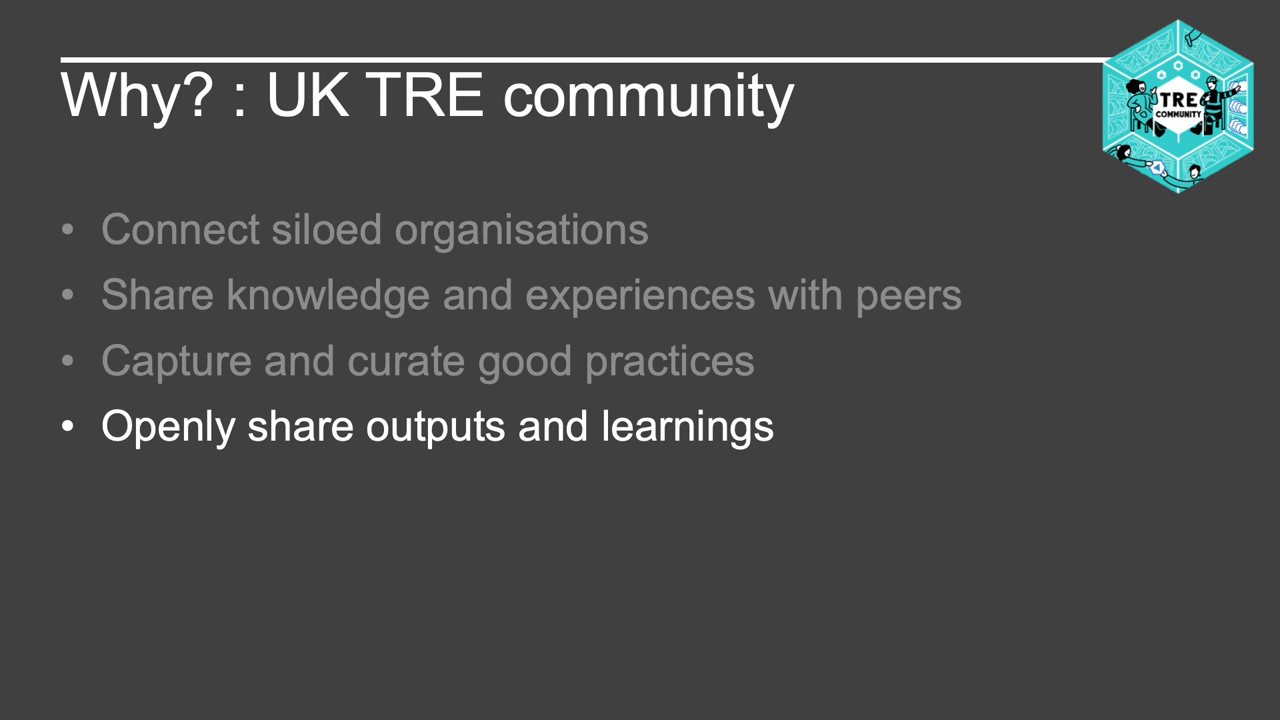 Why? : UK TRE community
TRE
COMMUNITY
• Connect siloed organisations
• Share knowledge and experiences with peers
• Capture and curate good practices
• Openly share outputs and learnings